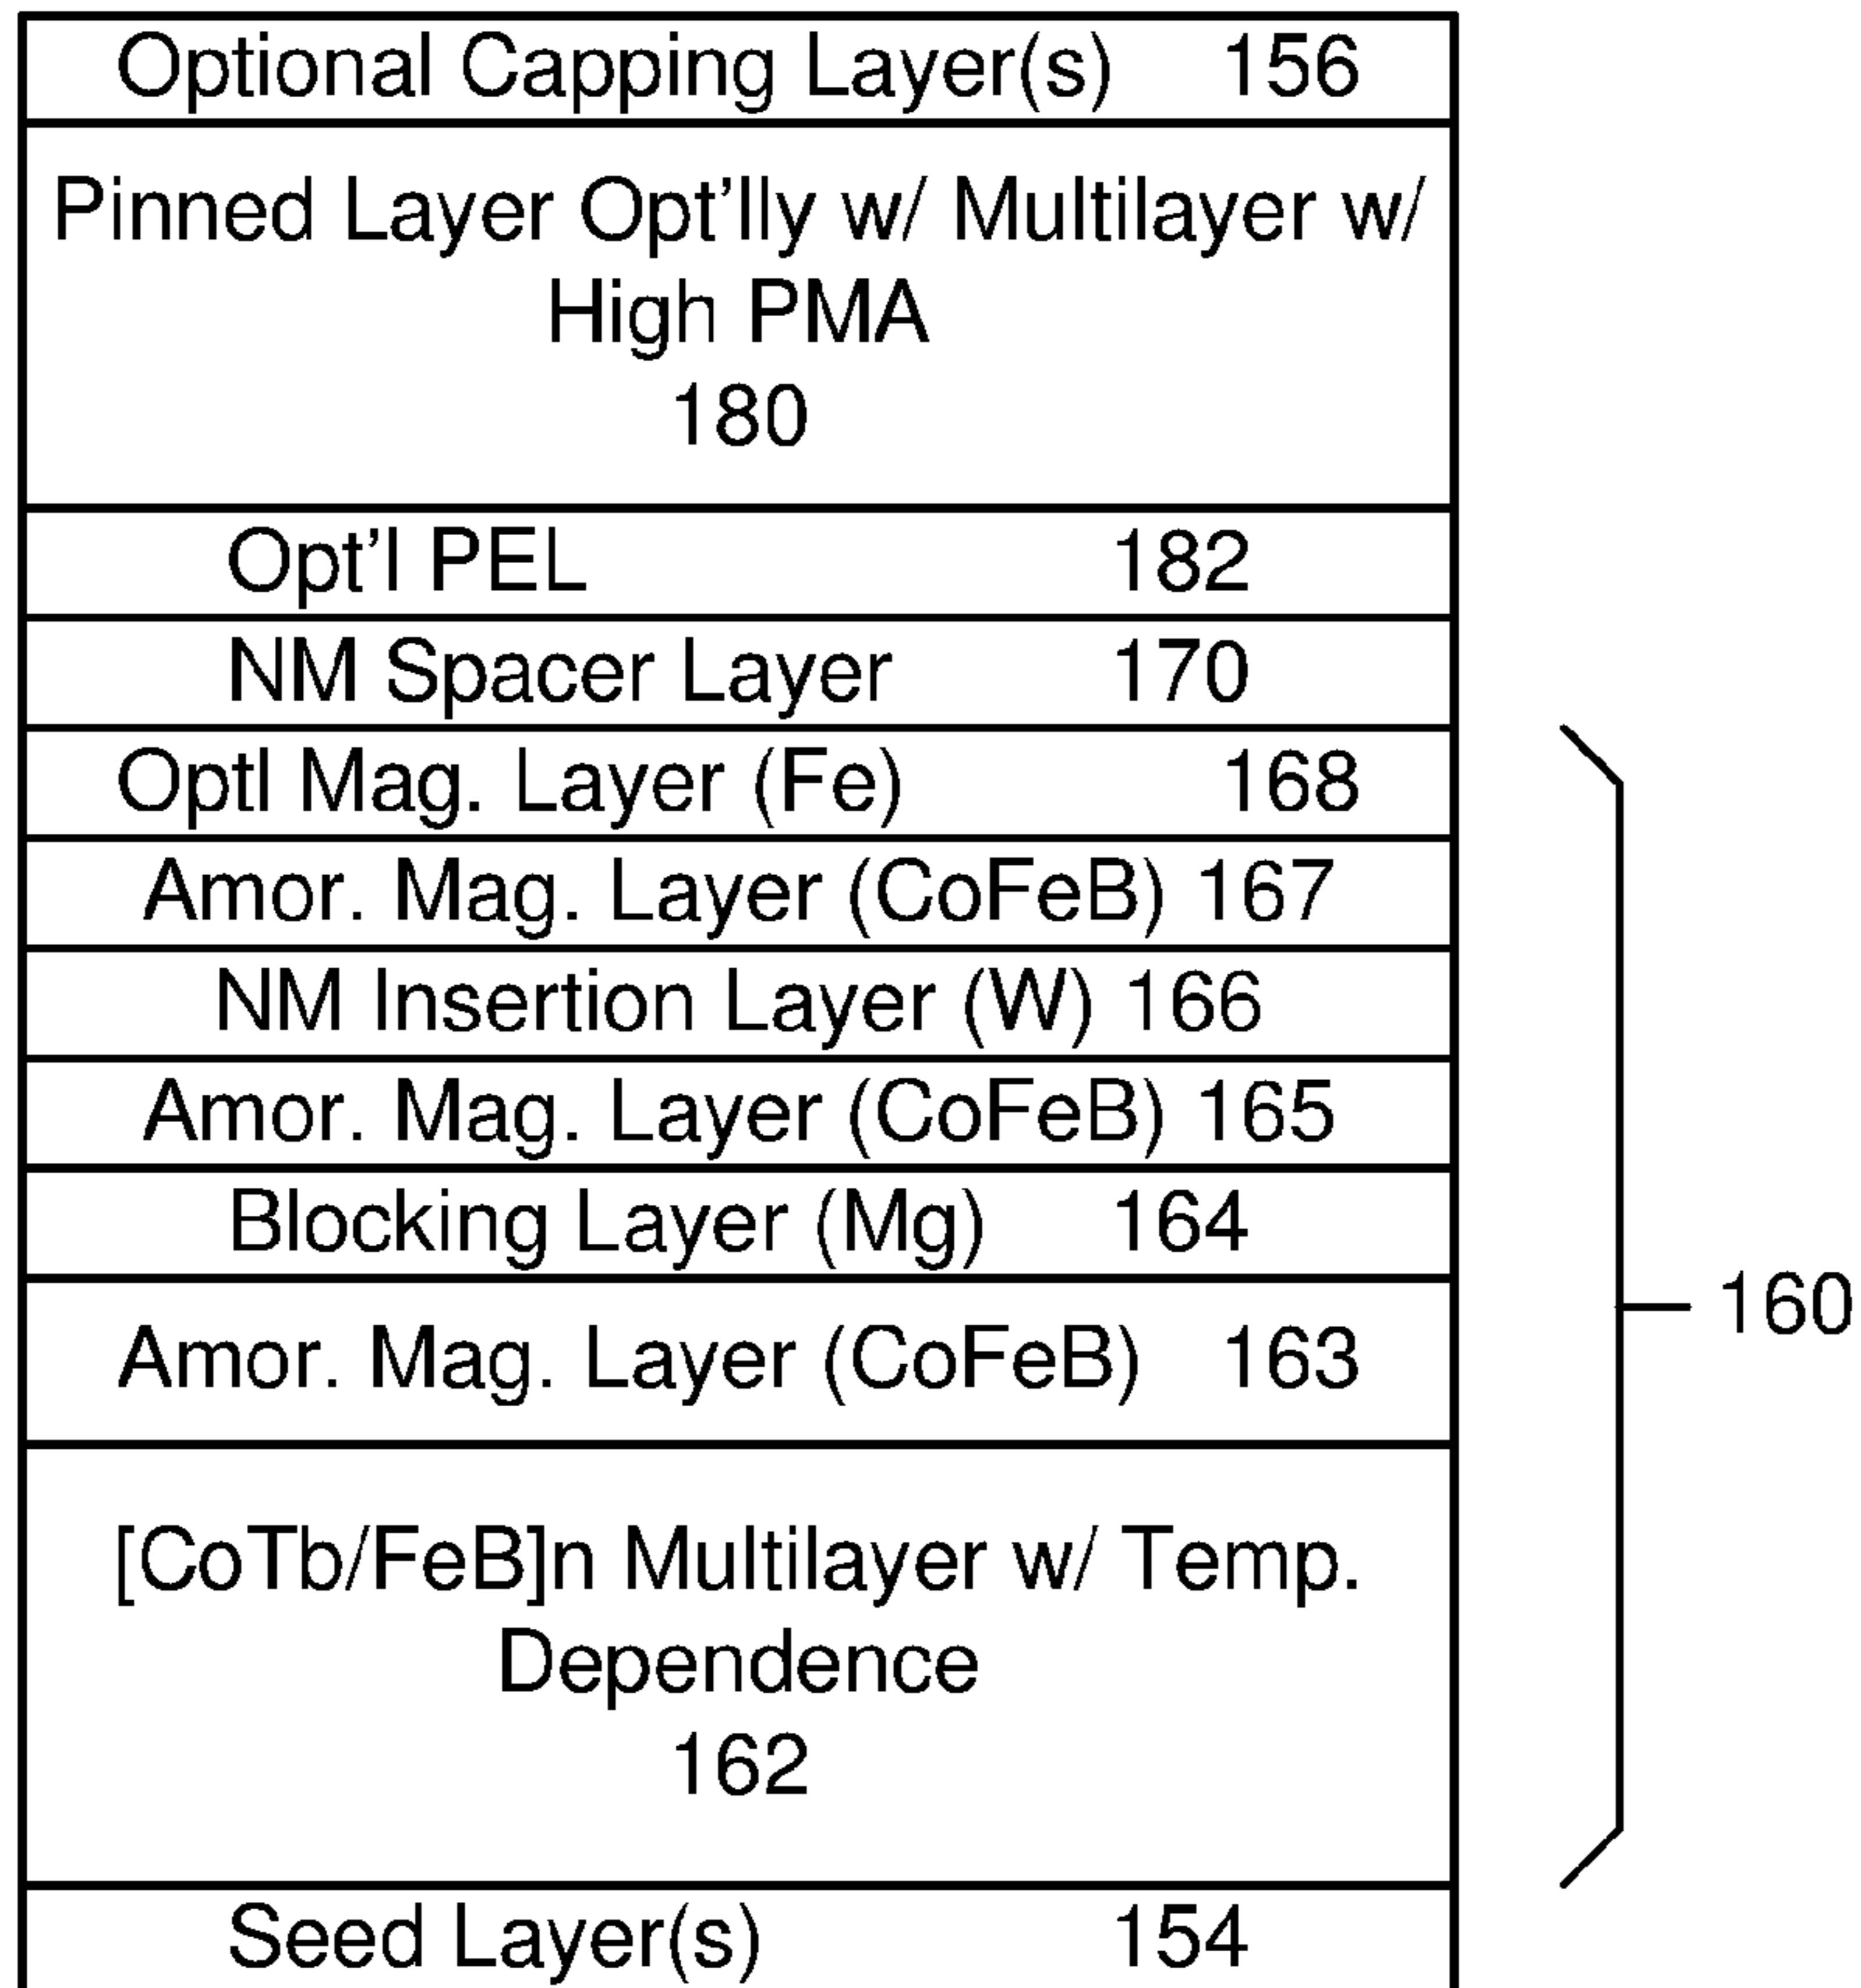 Optional Capping Layer(s) 156
Pinned Layer Opt'lly w/ Multilayer w/
High PMA
180
Opt'l PEL 182
NM Spacer Layer 170
Optl Mag. Layer (Fe) 168
Amor. Mag. Layer (CoFeB) 167
NM Insertion Layer (W) 166
Amor. Mag. Layer (CoFeB) 165
Blocking Layer (Mg) 164
160
Amor. Mag. Layer (CoFeB) 163
[CoTb/FeB]n Multilayer w/ Temp.
Dependence
162
Seed Layer(s) 154